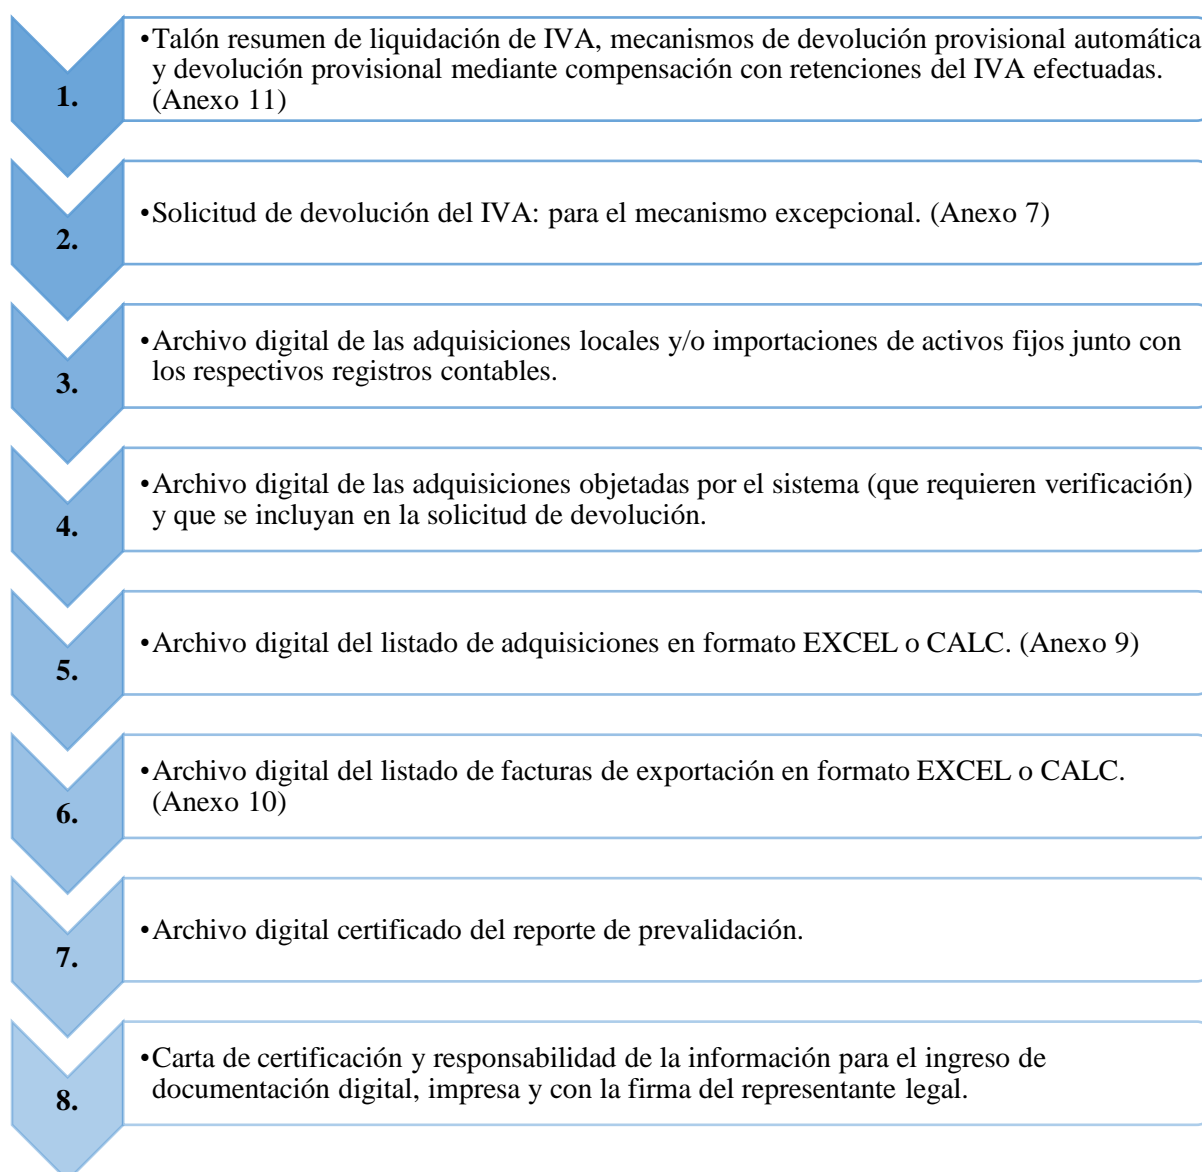 1.
•Talón resumen de liquidación de IVA, mecanismos de devolución provisional automática
y devolución provisional mediante compensación con retenciones del IVA efectuadas.
(Anexo 11)
2.
•Solicitud de devolución del IVA: para el mecanismo excepcional. (Anexo 7)
3.
•Archivo digital de las adquisiciones locales y/o importaciones de activos fijos junto con
los respectivos registros contables.
4.
•Archivo digital de las adquisiciones objetadas por el sistema (que requieren verificación)
y que se incluyan en la solicitud de devolución.
5.
•Archivo digital del listado de adquisiciones en formato EXCEL o CALC. (Anexo 9)
6.
•Archivo digital del listado de facturas de exportación en formato EXCEL o CALC.
(Anexo 10)
7.
•Archivo digital certificado del reporte de prevalidación.
8.
•Carta de certificación y responsabilidad de la información para el ingreso de
documentación digital, impresa y con la firma del representante legal.